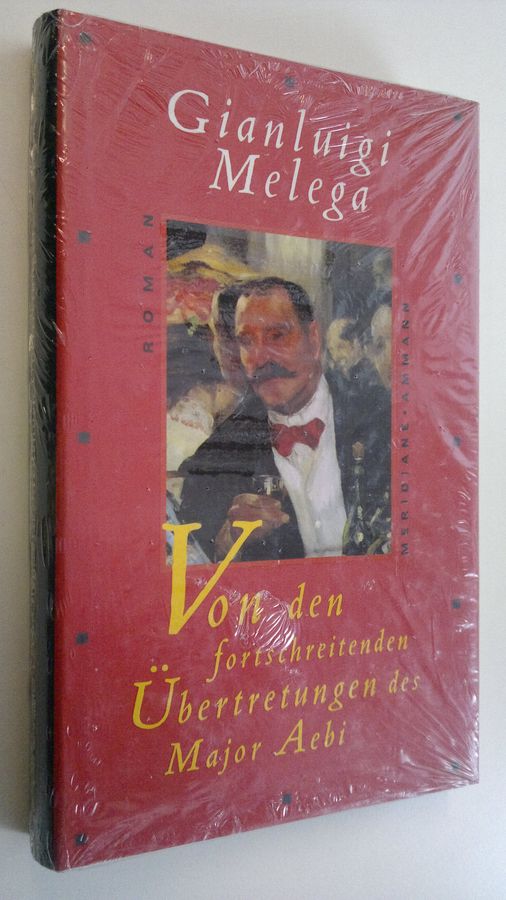 Gianluigi
Melega
ROMAN
MERIDIANE·AMMANN
Von den
fortschreitenden
Übertretungen des
Major Aebi